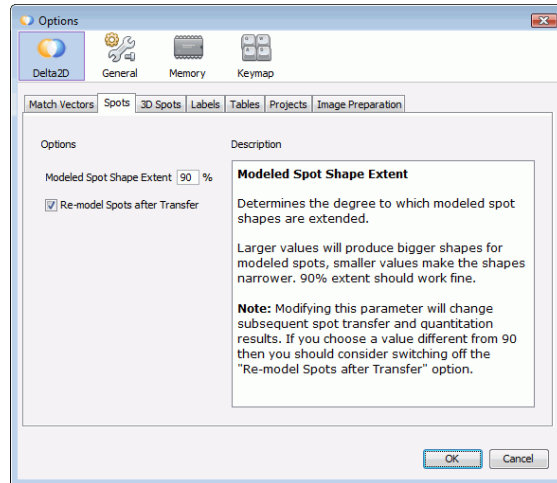 Options
Delta2D General Memory Keymap
Match Vectors Spots 3D Spots Labels Tables Projects Image Preparation
Options Description
Modeled Spot Shape Extent 90 %
Re-model Spots after Transfer
Modeled Spot Shape Extent
Determines the degree to which modeled spot
shapes are extended.
Larger values will produce bigger shapes for
modeled spots, smaller values make the shapes
narrower. 90% extent should work fine.
Note: Modifying this parameter will change
subsequent spot transfer and quantitation
results. If you choose a value different from 90
then you should consider switching off the
"Re-model Spots after Transfer" option.
OK Cancel